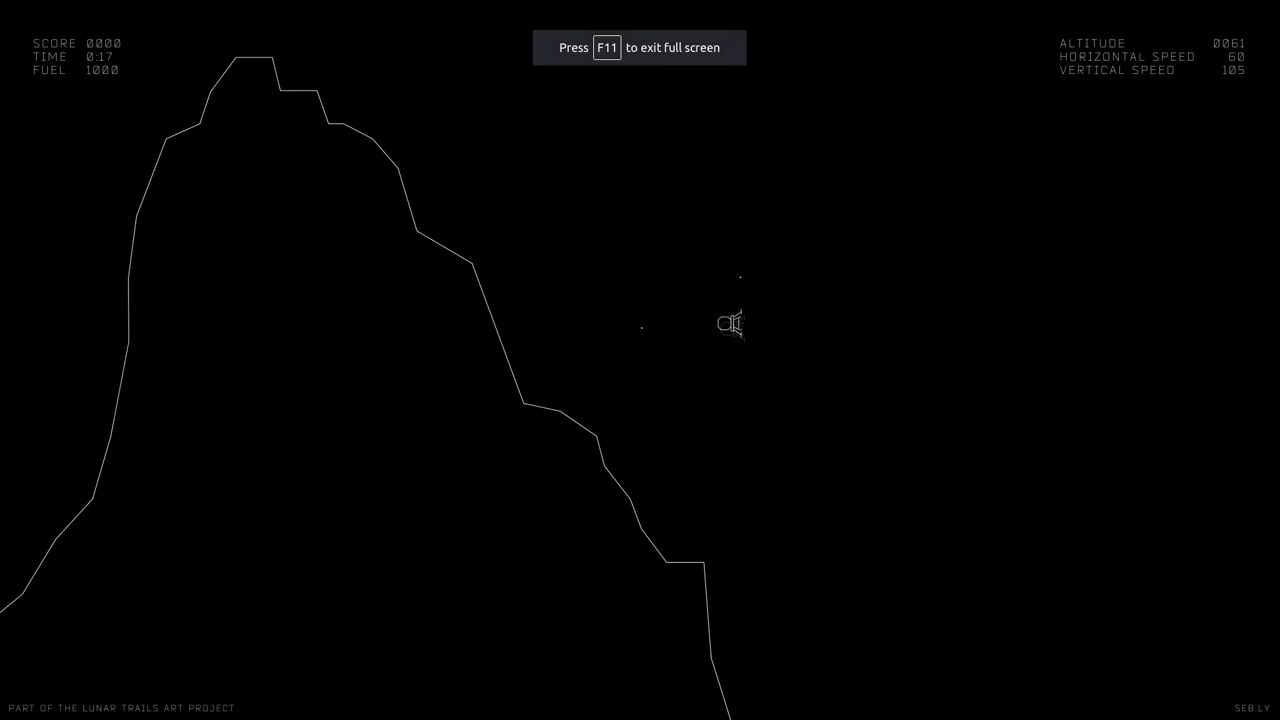 SCORE 0000
TIME 0:17
FUEL 1000
Press F11 to exit full screen
ALTITUDE 0061
HORIZONTAL SPEED 60
VERTICAL SPEED 105
PART OF THE LUNAR TRAILS ART PROJECT
SEB.LY